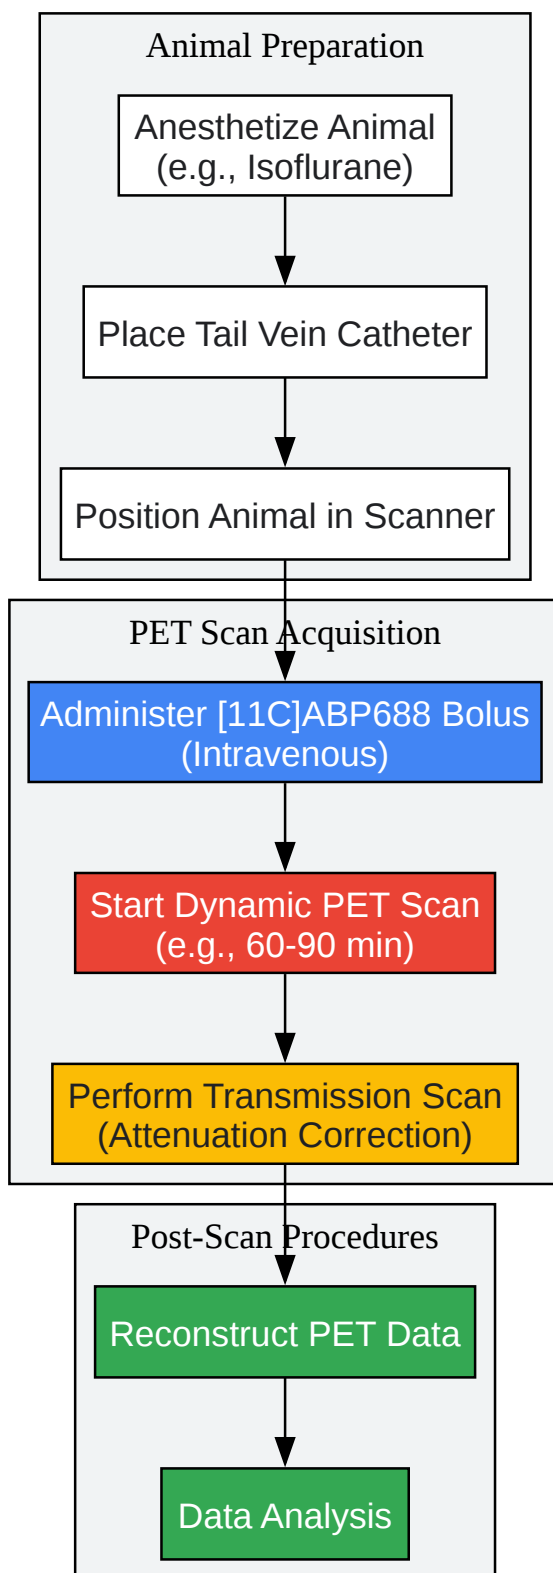 Animal Preparation
Anesthetize Animal
(e.g., Isoflurane)
Place Tail Vein Catheter
Position Animal in Scanner
PET Scan Acquisition
Administer [11C]ABP688 Bolus
(Intravenous)
Start Dynamic PET Scan
(e.g., 60-90 min)
Perform Transmission Scan
(Attenuation Correction)
Post-Scan Procedures
Reconstruct PET Data
Data Analysis